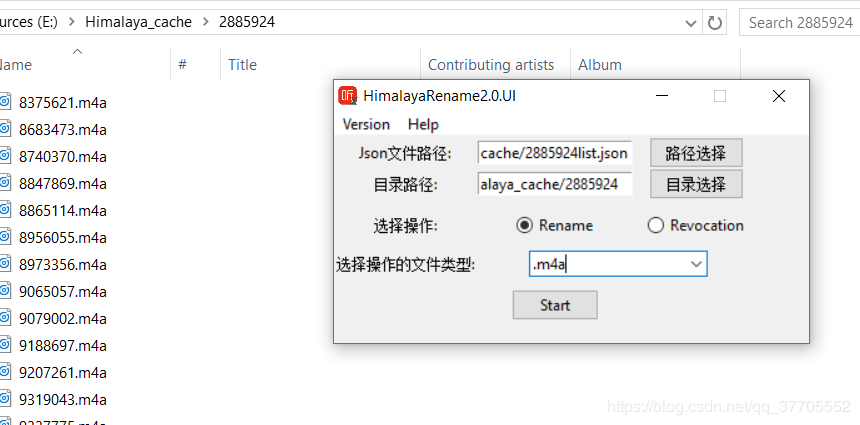 urces (E:) > Himalaya_cache > 2885924
Search 2885924
Name # Title Contributing artists Album
8375621.m4a
8683473.m4a
8740370.m4a
8847869.m4a
8865114.m4a
8956055.m4a
8973356.m4a
9065057.m4a
9079002.m4a
9188697.m4a
9207261.m4a
9319043.m4a
9337775.m4a
听 HimalayaRename2.0.UI
Version Help
Json文件路径: cache/2885924list.json 路径选择
目录路径: alaya_cache/2885924 目录选择
选择操作: Rename Revocation
选择操作的文件类型: .m4a
Start
https://blog.csdn.net/qq_37705552